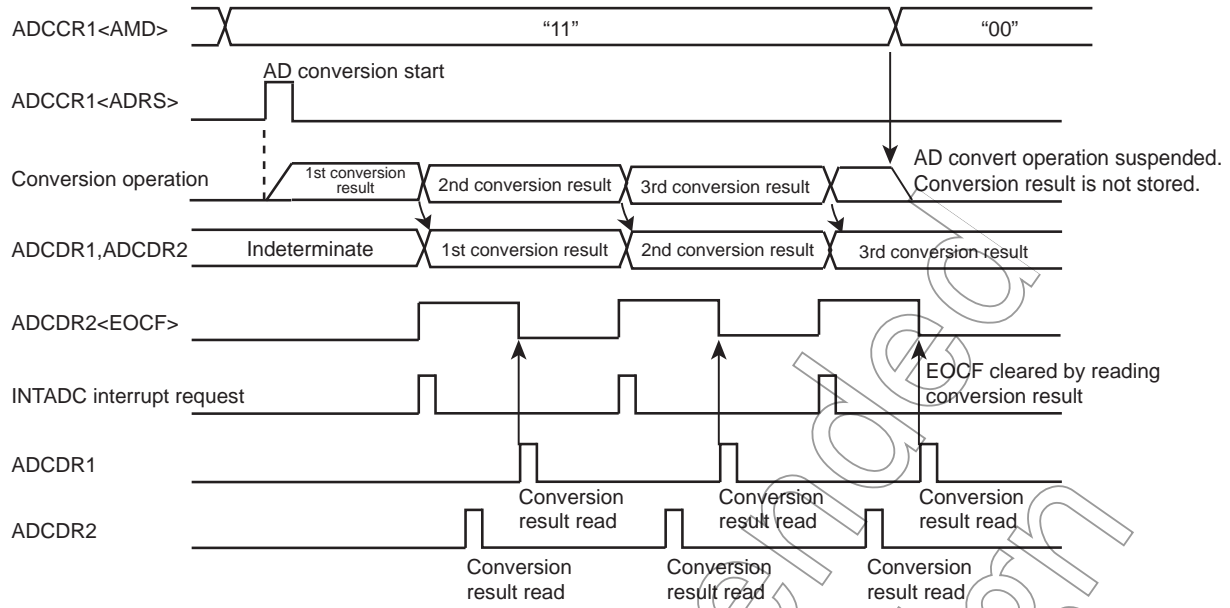 ADCCR1<AMD>
“11”
“00”
AD conversion start
ADCCR1<ADRS>
Conversion operation
1st conversion
result
2nd conversion result
3rd conversion result
AD convert operation suspended.
Conversion result is not stored.
ADCDR1,ADCDR2
Indeterminate
1st conversion result
2nd conversion result
3rd conversion result
ADCDR2<EOCF>
EOCF cleared by reading
conversion result
INTADC interrupt request
ADCDR1
Conversion
result read
Conversion
result read
Conversion
result read
ADCDR2
Conversion
result read
Conversion
result read
Conversion
result read